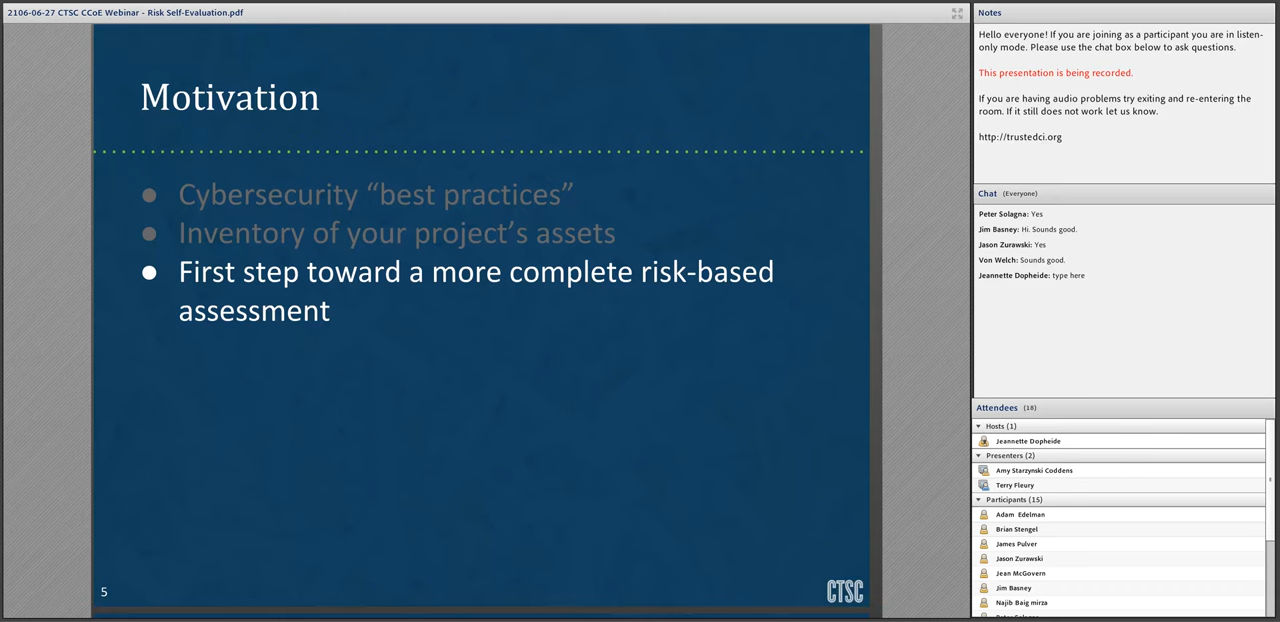 2106-06-27 CTSC CCoE Webinar - Risk Self-Evaluation.pdf
Motivation
● Cybersecurity “best practices”
● Inventory of your project’s assets
● First step toward a more complete risk-based
assessment
5
CTSC
Notes
Hello everyone! If you are joining as a participant you are in listen-
only mode. Please use the chat box below to ask questions.
This presentation is being recorded.
If you are having audio problems try exiting and re-entering the
room. If it still does not work let us know.
http://trustedci.org
Chat (Everyone)
Peter Solagna: Yes
Jim Basney: Hi. Sounds good.
Jason Zurawski: Yes
Von Welch: Sounds good.
Jeannette Dopheide: type here
Attendees (18)
Hosts (1)
Jeannette Dopheide
Presenters (2)
Amy Starzynski Coddens
Terry Fleury
Participants (15)
Adam Edelman
Brian Stengel
James Pulver
Jason Zurawski
Jean McGovern
Jim Basney
Najib Baig mirza